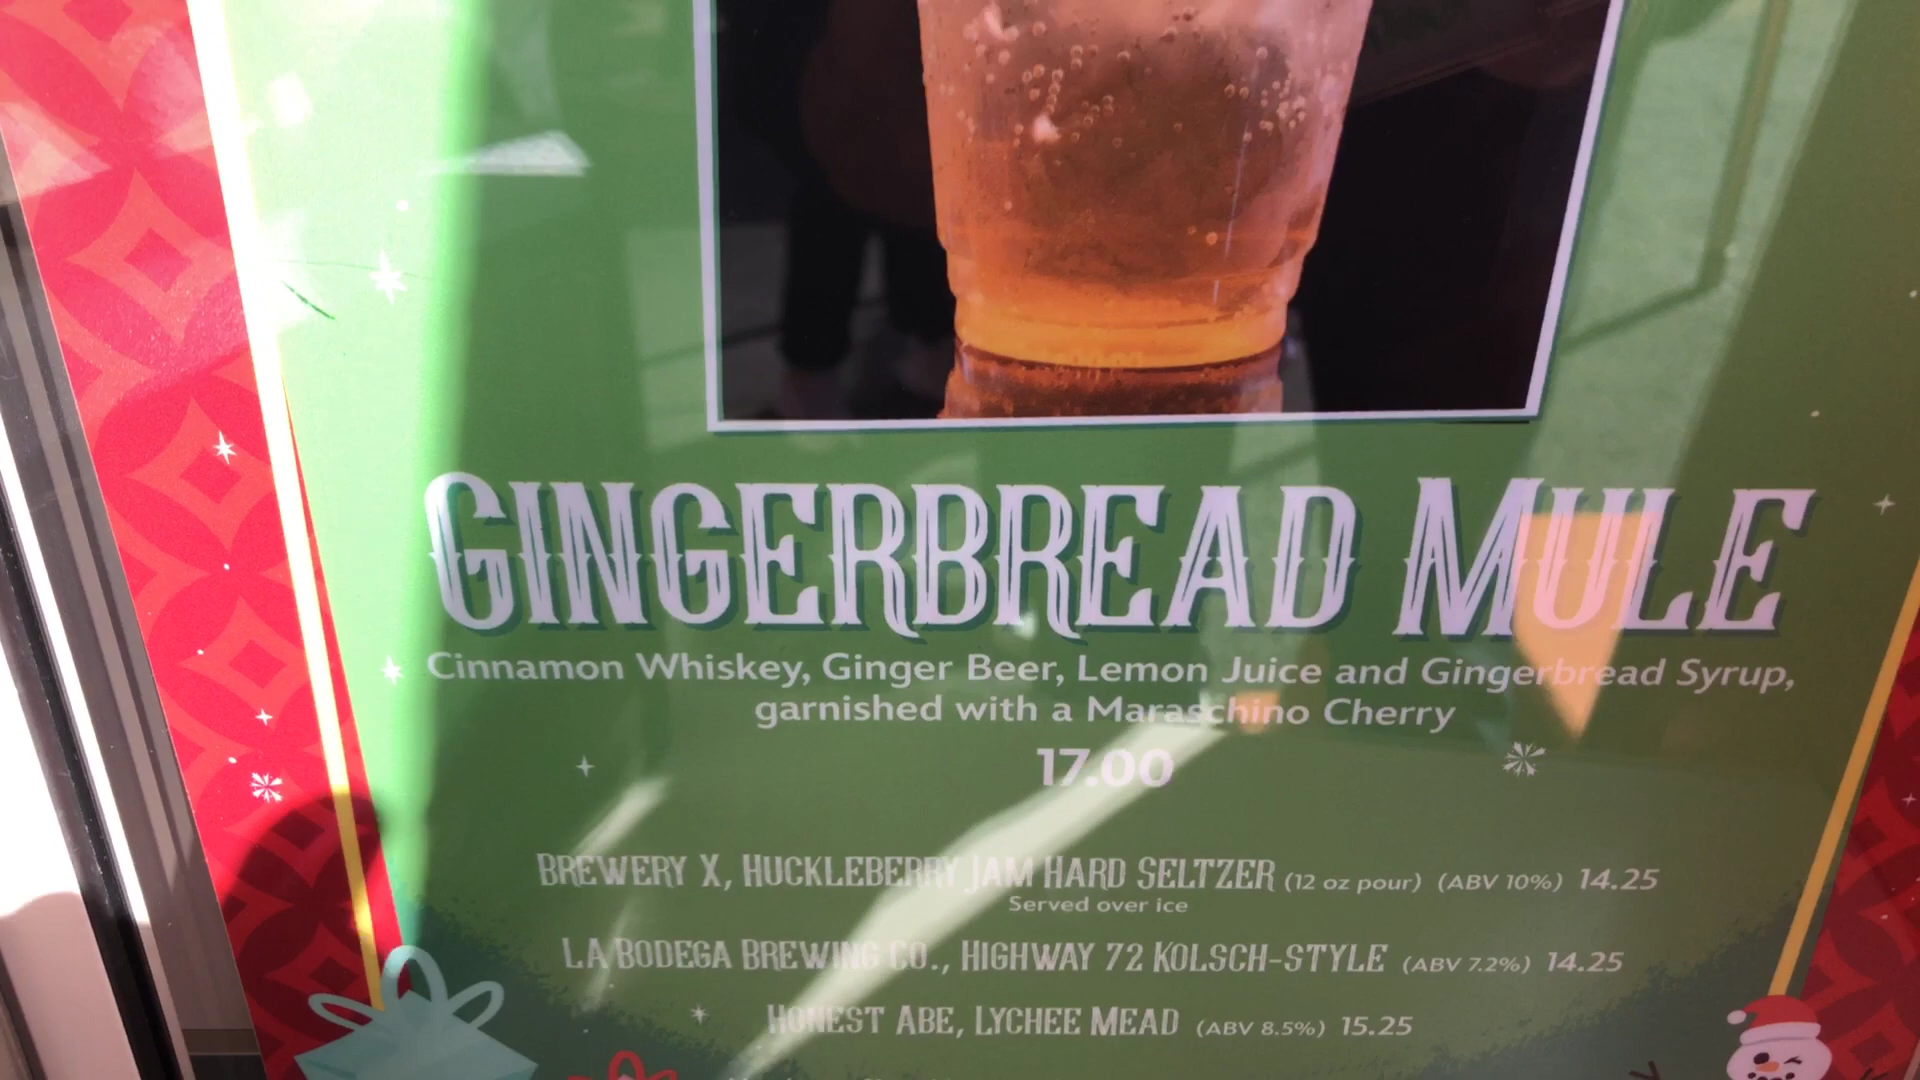 GINGERBREAD MULE
Cinnamon Whiskey, Ginger Beer, Lemon Juice and Gingerbread Syrup,
garnished with a Maraschino Cherry
17.00
BREWERY X, HUCKLEBERRY JAM HARD SELTZER (12 oz pour) (ABV 10%) 14.25
Served over ice
LA BODEGA BREWING CO., HIGHWAY 72 KOLSCH-STYLE (ABV 7.2%) 14.25
HONEST ABE, LYCHEE MEAD (ABV 8.5%) 15.25